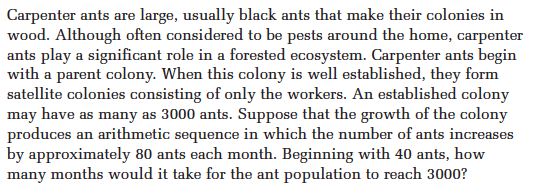 Carpenter ants are large, usually black ants that make their colonies in
wood. Although often considered to be pests around the home, carpenter
ants play a significant role in a forested ecosystem. Carpenter ants begin
with a parent colony. When this colony is well established, they form
satellite colonies consisting of only the workers. An established colony
may have as many as 3000 ants. Suppose that the growth of the colony
produces an arithmetic sequence in which the number of ants increases
by approximately 80 ants each month. Beginning with 40 ants, how
many months would it take for the ant population to reach 3000?